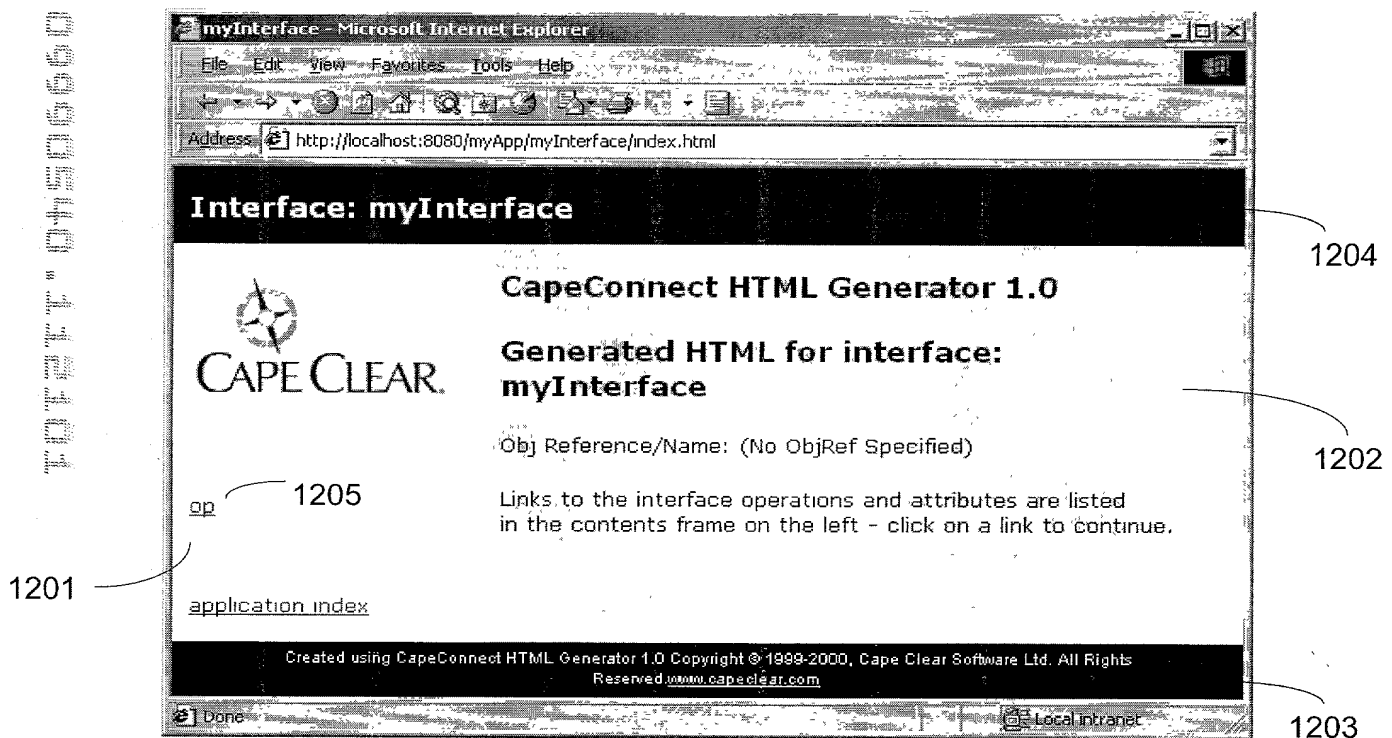 myInterface - Microsoft Internet Explorer
File Edit View Favorites Tools Help
Address http://localhost:8080/myApp/myInterface/index.html
Interface: myInterface
1204
CapeConnect HTML Generator 1.0
CAPE CLEAR.
Generated HTML for interface:
myInterface
1202
Obj Reference/Name: (No ObjRef Specified)
op
1205
Links to the interface operations and attributes are listed
in the contents frame on the left - click on a link to continue.
1201
application index
Created using CapeConnect HTML Generator 1.0 Copyright © 1999-2000, Cape Clear Software Ltd. All Rights
Reserved.www.capeclear.com
Done
Local intranet
1203